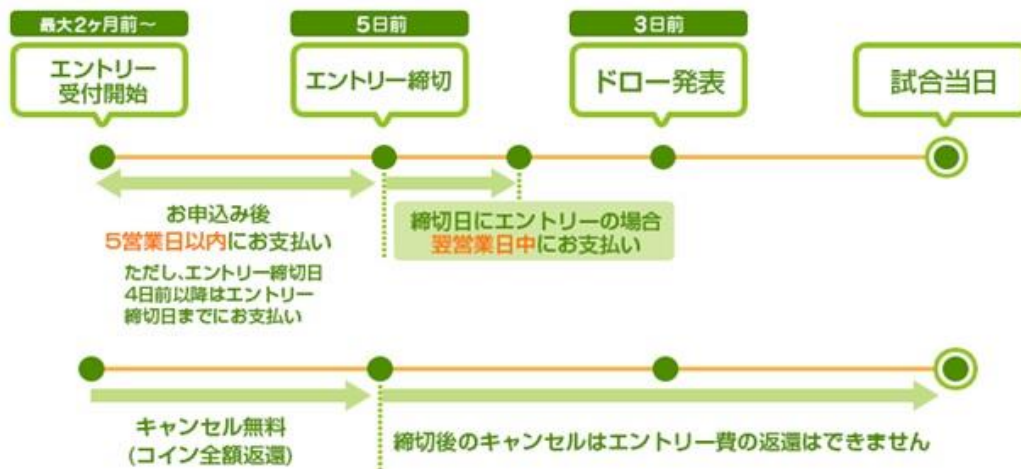 最大2ヶ月前〜
5日前
3日前
エントリー
受付開始
エントリー締切
ドロー発表
試合当日
お申込み後
5営業日以内にお支払い
ただし、エントリー締切日
4日前以降はエントリー
締切日までにお支払い
締切日にエントリーの場合
翌営業日中にお支払い
キャンセル無料
(コイン全額返還)
締切後のキャンセルはエントリー費の返還はできません